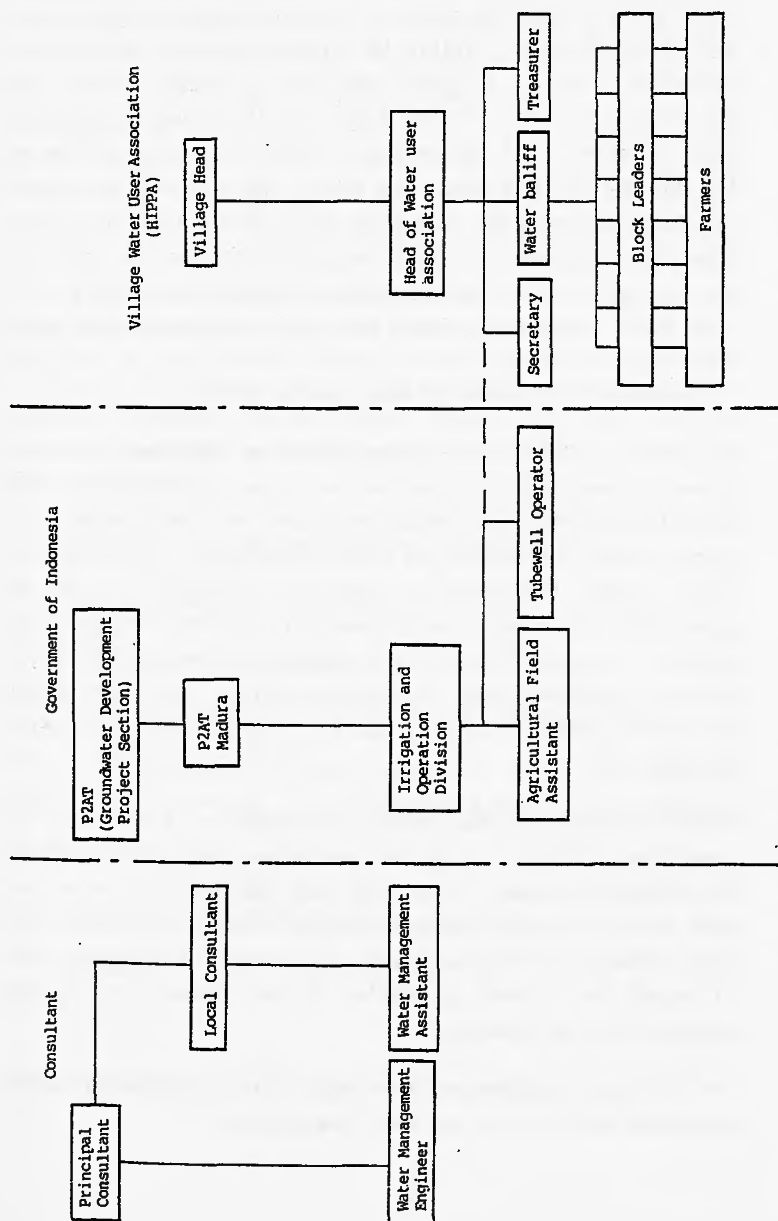 Consultant
Principal
Consultant
Local Consultant
Water Management
Engineer
Water Management
Assistant
Government of Indonesia
P2AT
(Groundwater Development
Project Section)
P2AT
Madura
Irrigation and
Operation
Division
Agricultural Field
Assistant
Tubewell Operator
Village Water User Association
(HIPPA)
Village Head
Head of Water user
association
Secretary
Water baliff
Treasurer
Block Leaders
Farmers